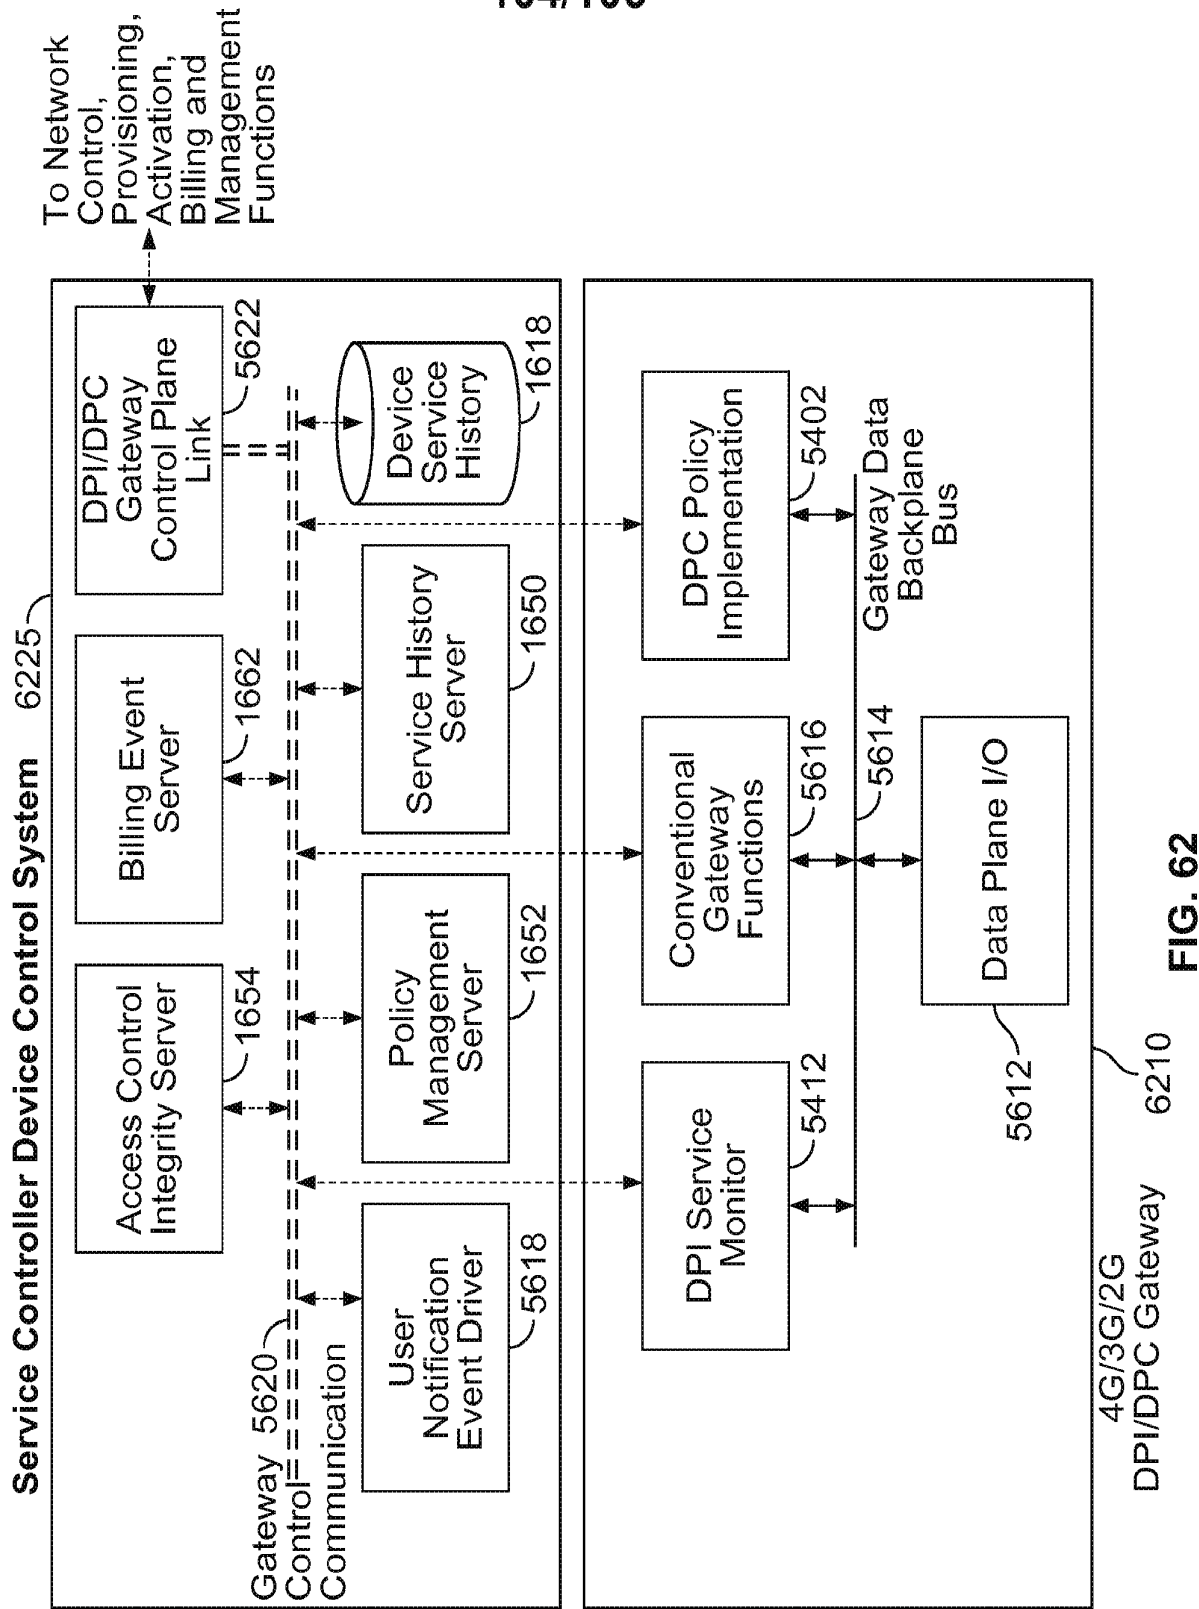 Service Controller Device Control System
6225
Access Control
Integrity Server
1654
Billing Event
Server
1662
DPI/DPC
Gateway
Control Plane
Link
5622
To Network
Control,
Provisioning,
Activation,
Billing and
Management
Functions
Gateway 5620
Control
Communication
User
Notification
Event Driver
5618
Policy
Management
Server
1652
Service History
Server
1650
Device
Service
History
1618
DPI Service
Monitor
5412
Conventional
Gateway
Functions
5616
DPC Policy
Implementation
5402
5614
Gateway Data
Backplane
Bus
Data Plane I/O
5612
4G/3G/2G
DPI/DPC Gateway
6210
FIG. 62